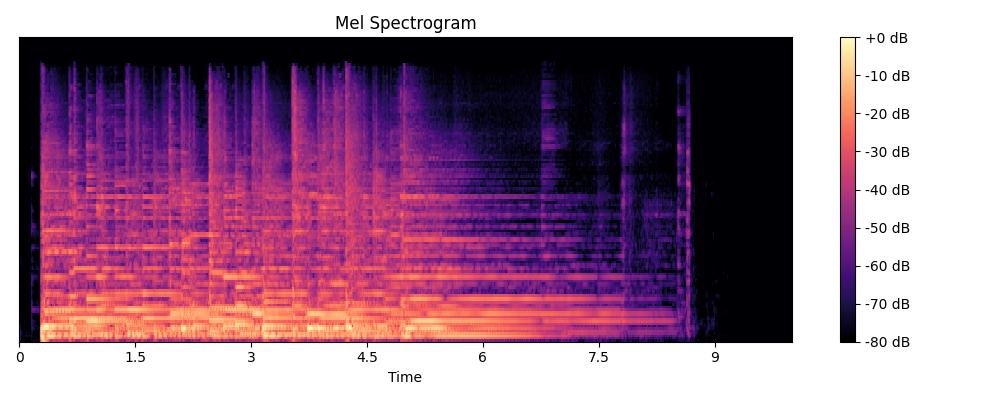 Mel Spectrogram
+0 dB
-10 dB
-20 dB
-30 dB
-40 dB
-50 dB
-60 dB
-70 dB
-80 dB
0 1.5 3 4.5 6 7.5 9
Time